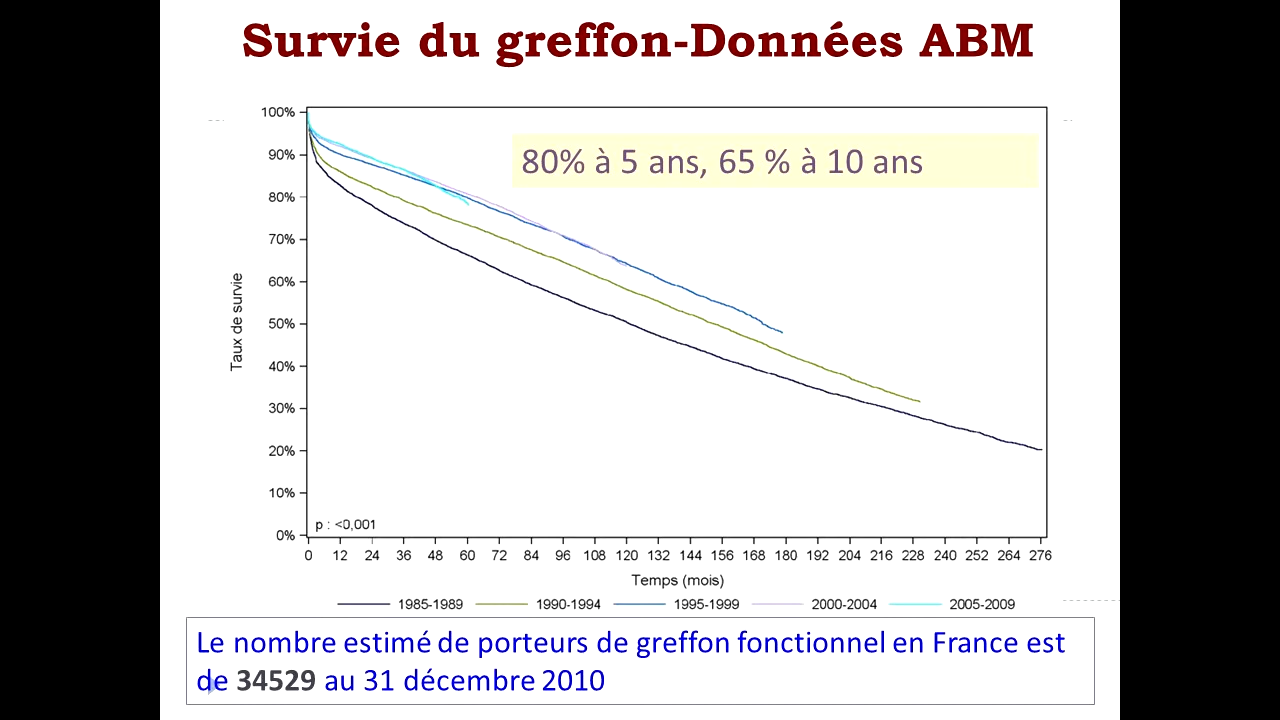 Survie du greffon-Données ABM
80% à 5 ans, 65 % à 10 ans
100%
90%
80%
70%
60%
50%
40%
30%
20%
10%
0%
Taux de survie
p : <0,001
0 12 24 36 48 60 72 84 96 108 120 132 144 156 168 180 192 204 216 228 240 252 264 276
Temps (mois)
1985-1989 1990-1994 1995-1999 2000-2004 2005-2009
Le nombre estimé de porteurs de greffon fonctionnel en France est
de 34529 au 31 décembre 2010